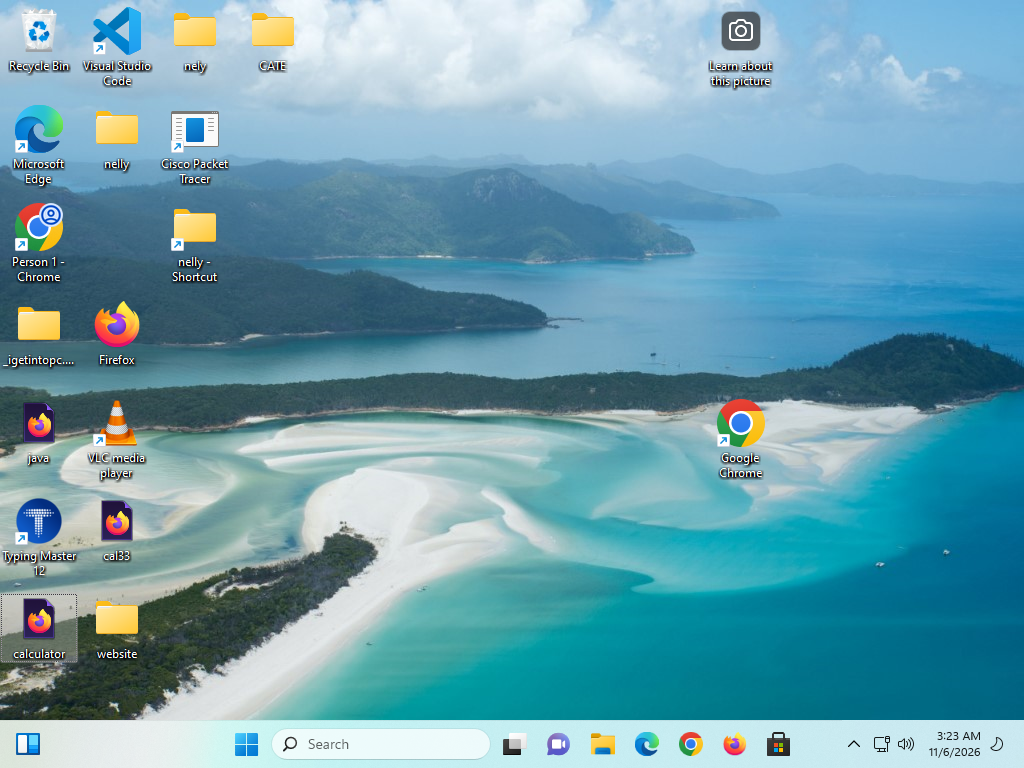 Recycle Bin
Visual Studio
Code
nely
CATE
Learn about
this picture
Microsoft
Edge
nelly
Cisco Packet
Tracer
Person 1 -
Chrome
nelly -
Shortcut
_igetintopc....
Firefox
java
VLC media
player
Google
Chrome
Typing Master
12
cal33
calculator
website
Search
3:23 AM
11/6/2026